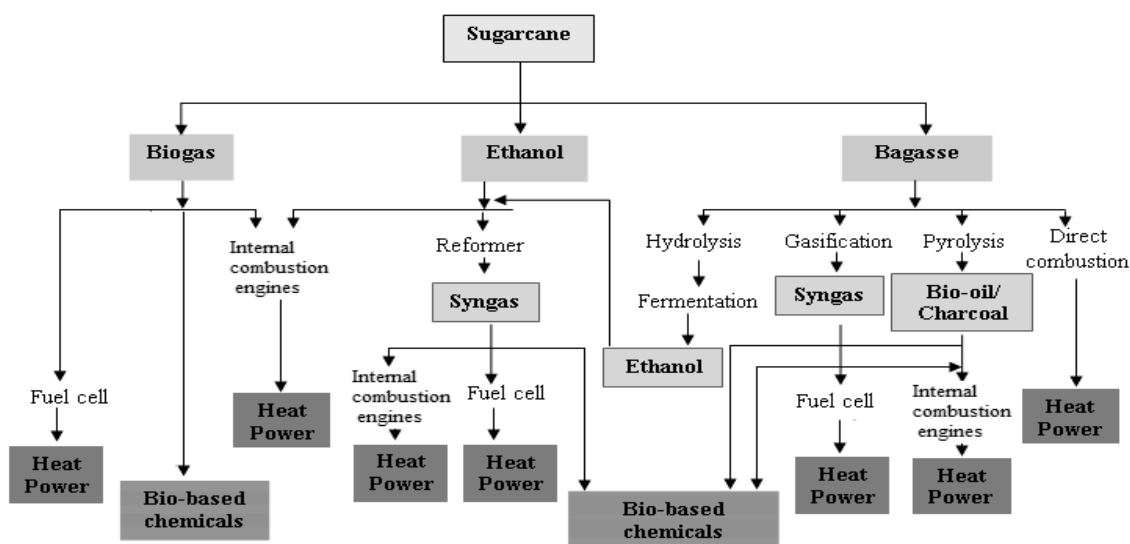 Sugarcane
Biogas
Ethanol
Bagasse
Internal
combustion
engines
Reformer
Hydrolysis
Gasification
Pyrolysis
Direct
combustion
Syngas
Fermentation
Syngas
Bio-oil/
Charcoal
Ethanol
Fuel cell
Heat
Power
Internal
combustion
engines
Fuel cell
Fuel cell
Internal
combustion
engines
Heat
Power
Heat
Power
Bio-based
chemicals
Heat
Power
Heat
Power
Bio-based
chemicals
Heat
Power
Heat
Power